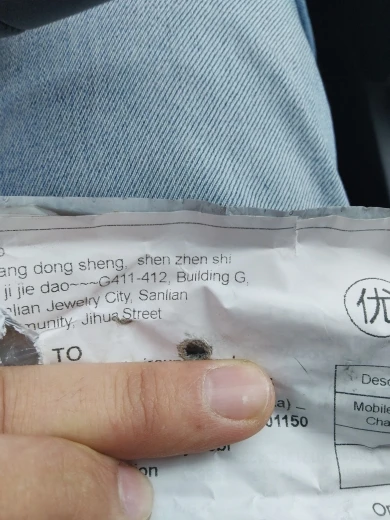 ang dong sheng, shen zhen shi
ji jie dao~~~G411-412, Building G,
lian Jewelry City, Sanlian
munity, Jihua Street
TO
优
Desc
Mobile
Cha
a)
01150
on